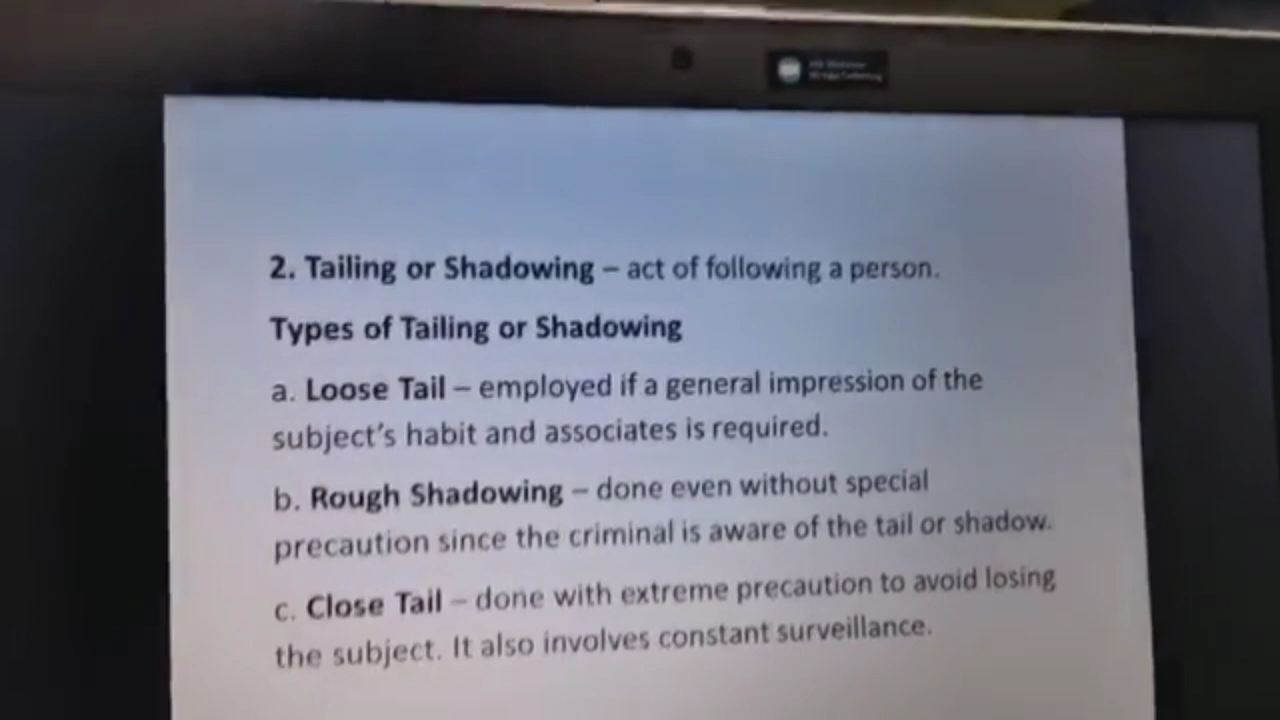 2. Tailing or Shadowing – act of following a person.
Types of Tailing or Shadowing
a. Loose Tail – employed if a general impression of the
subject's habit and associates is required.
b. Rough Shadowing – done even without special
precaution since the criminal is aware of the tail or shadow.
c. Close Tail – done with extreme precaution to avoid losing
the subject. It also involves constant surveillance.